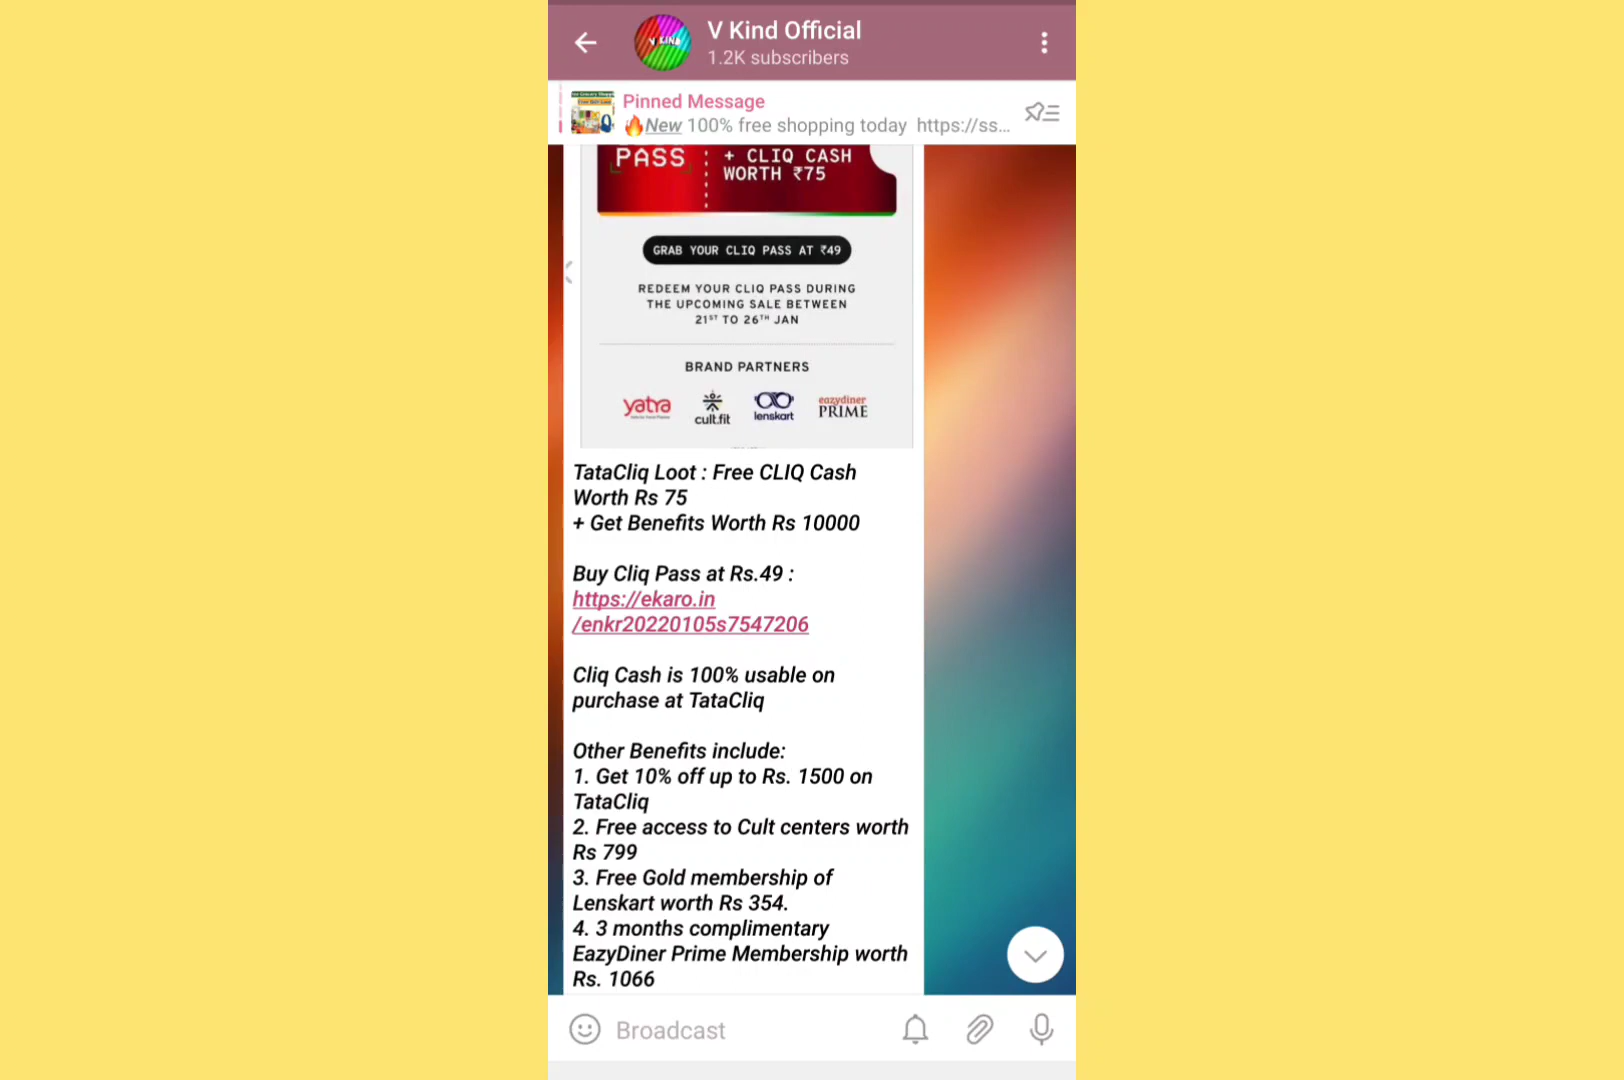 V Kind Official
1.2K subscribers
V KIND
Pinned Message
🔥New 100% free shopping today https://ss...
PASS
+ CLIQ CASH
WORTH ₹75
GRAB YOUR CLIQ PASS AT ₹49
REDEEM YOUR CLIQ PASS DURING
THE UPCOMING SALE BETWEEN
21ST TO 26TH JAN
BRAND PARTNERS
yatra
cult.fit
lenskart
eazydiner
PRIME
TataCliq Loot : Free CLIQ Cash
Worth Rs 75
+ Get Benefits Worth Rs 10000
Buy Cliq Pass at Rs.49 :
https://ekaro.in
/enkr20220105s7547206
Cliq Cash is 100% usable on
purchase at TataCliq
Other Benefits include:
1. Get 10% off up to Rs. 1500 on
TataCliq
2. Free access to Cult centers worth
Rs 799
3. Free Gold membership of
Lenskart worth Rs 354.
4. 3 months complimentary
EazyDiner Prime Membership worth
Rs. 1066
Broadcast